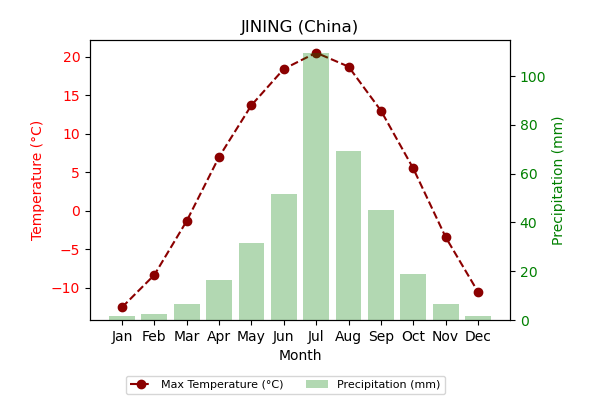 JINING (China)
20
15
10
5
0
−5
−10
Temperature (°C)
100
80
60
40
20
0
Precipitation (mm)
Jan Feb Mar Apr May Jun Jul Aug Sep Oct Nov Dec
Month
Max Temperature (°C) Precipitation (mm)